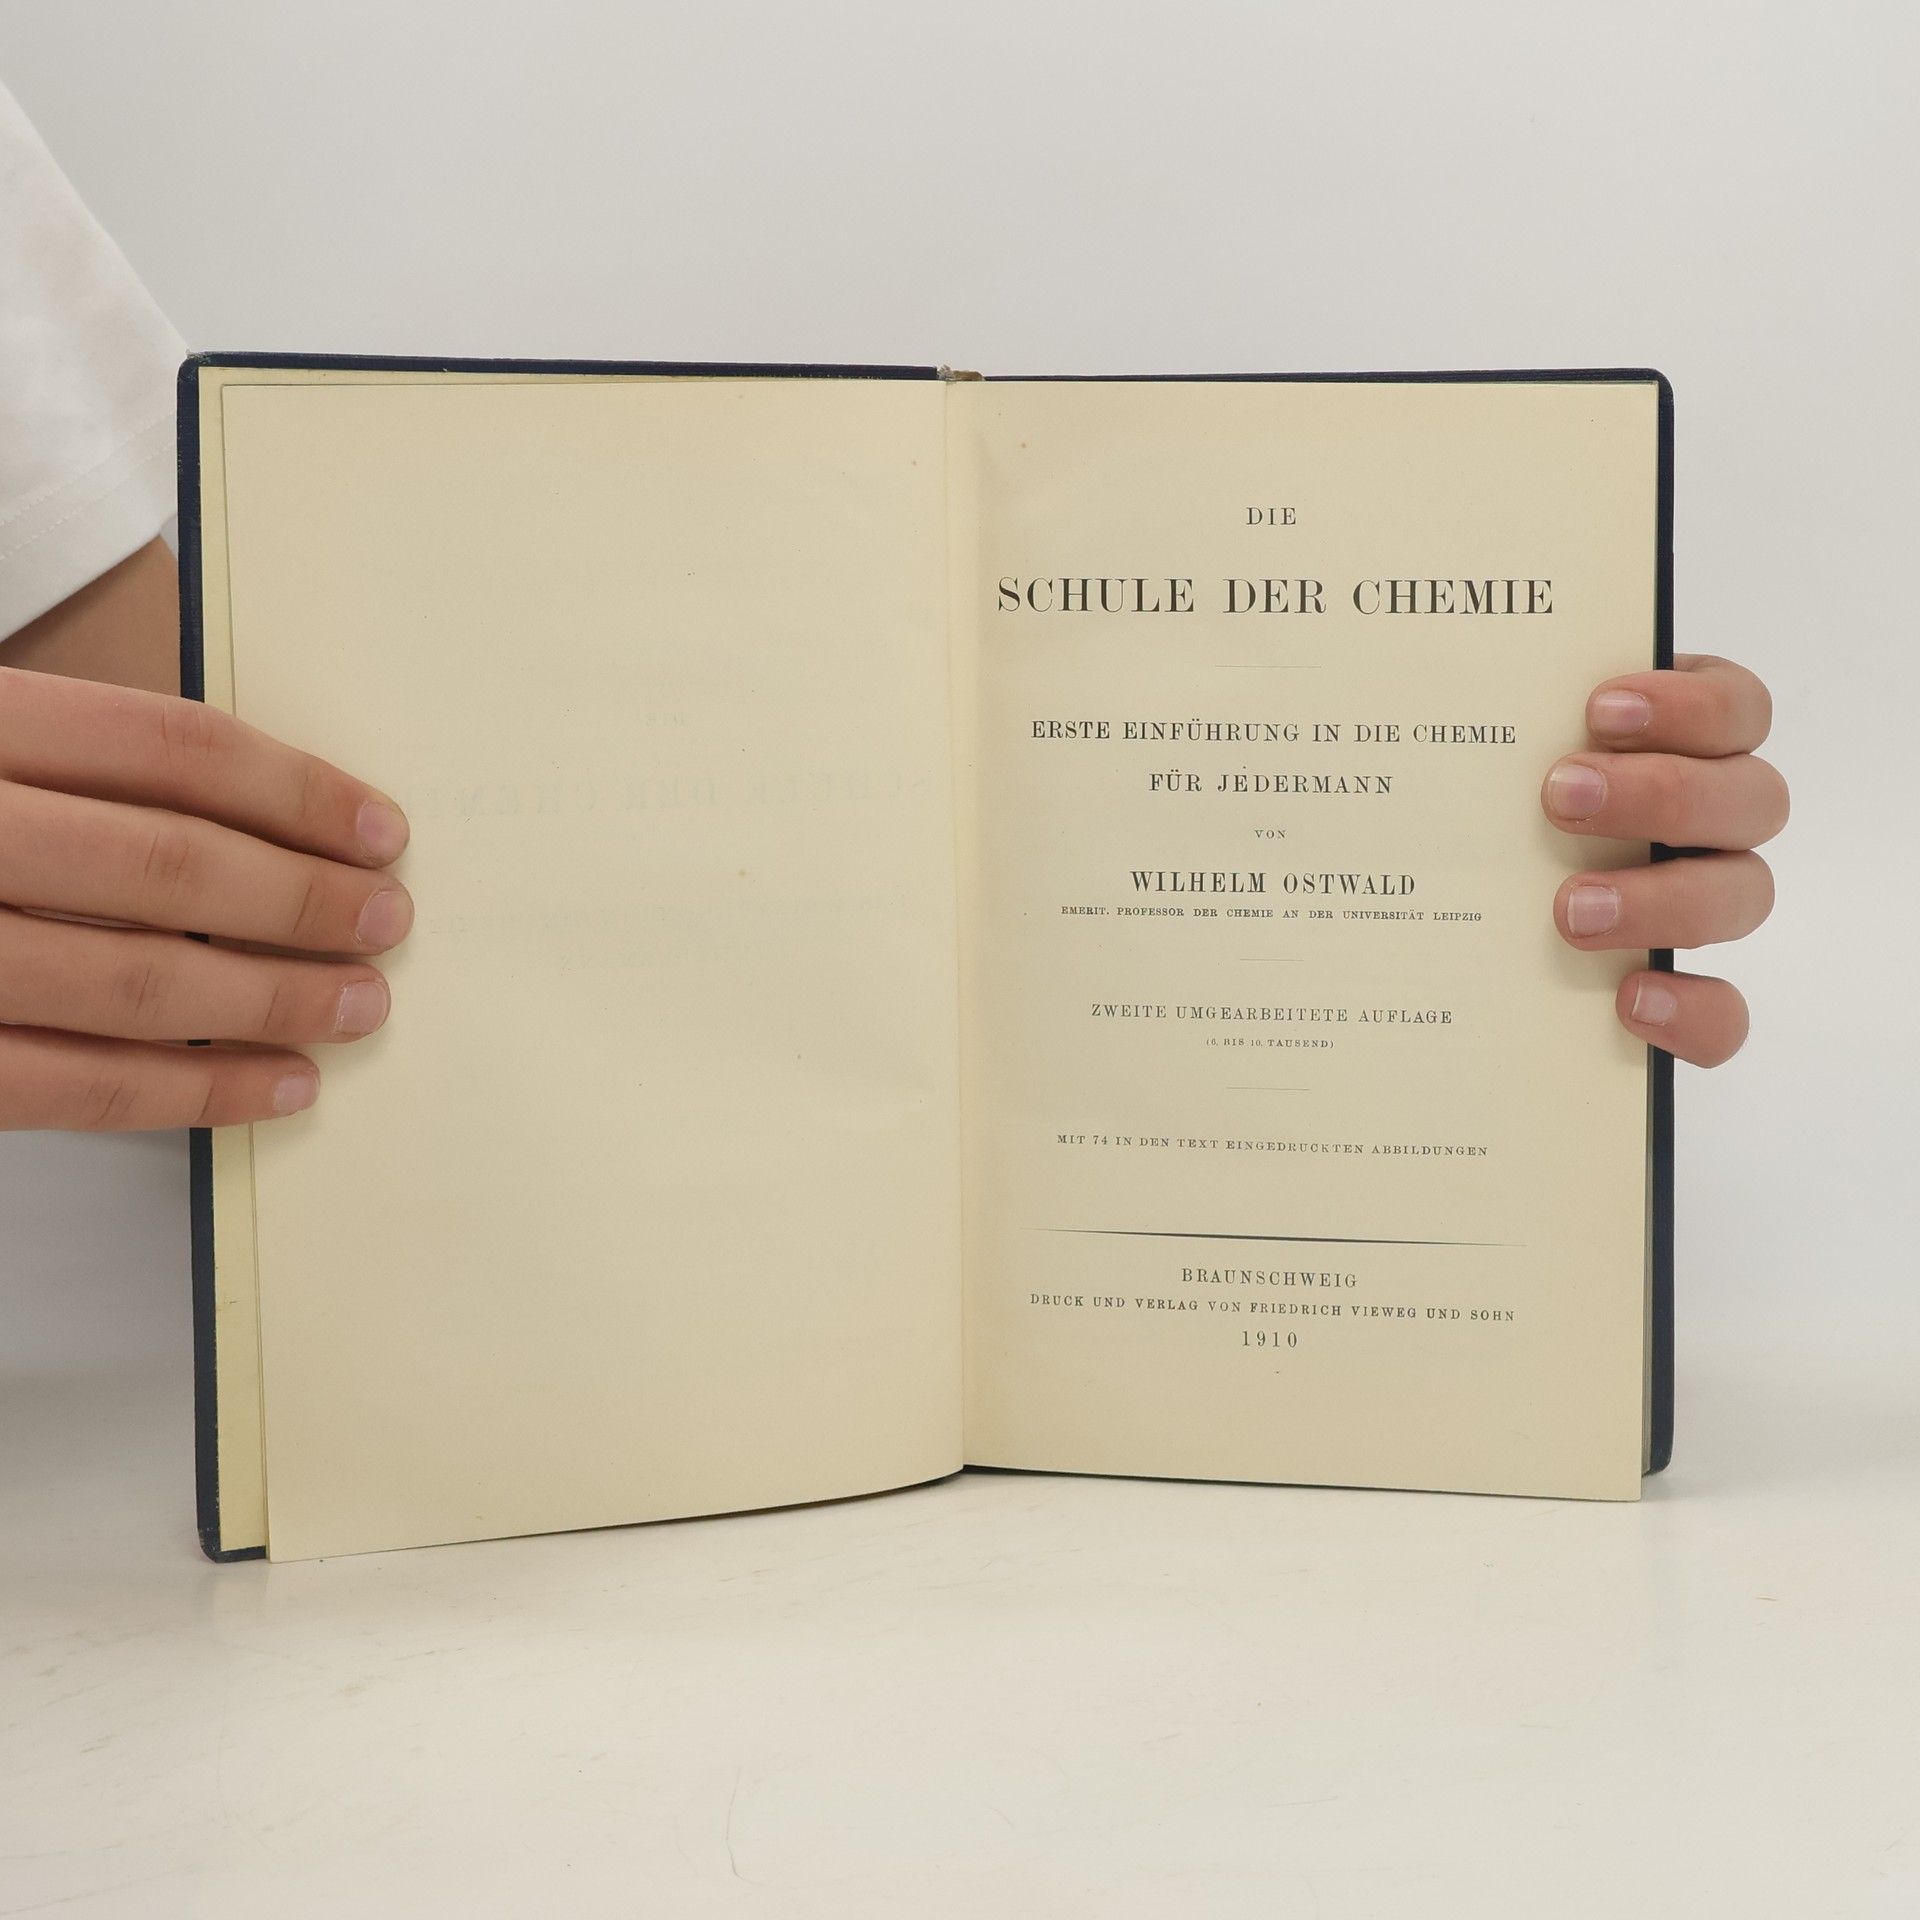 DIE
SCHULE DER CHEMIE
ERSTE EINFÜHRUNG IN DIE CHEMIE
FÜR JEDERMANN
VON
WILHELM OSTWALD
EMERIT. PROFESSOR DER CHEMIE AN DER UNIVERSITÄT LEIPZIG
ZWEITE UMGEARBEITETE AUFLAGE
(6. BIS 10. TAUSEND)
MIT 74 IN DEN TEXT EINGEDRUCKTEN ABBILDUNGEN
BRAUNSCHWEIG
DRUCK UND VERLAG VON FRIEDRICH VIEWEG UND SOHN
1910